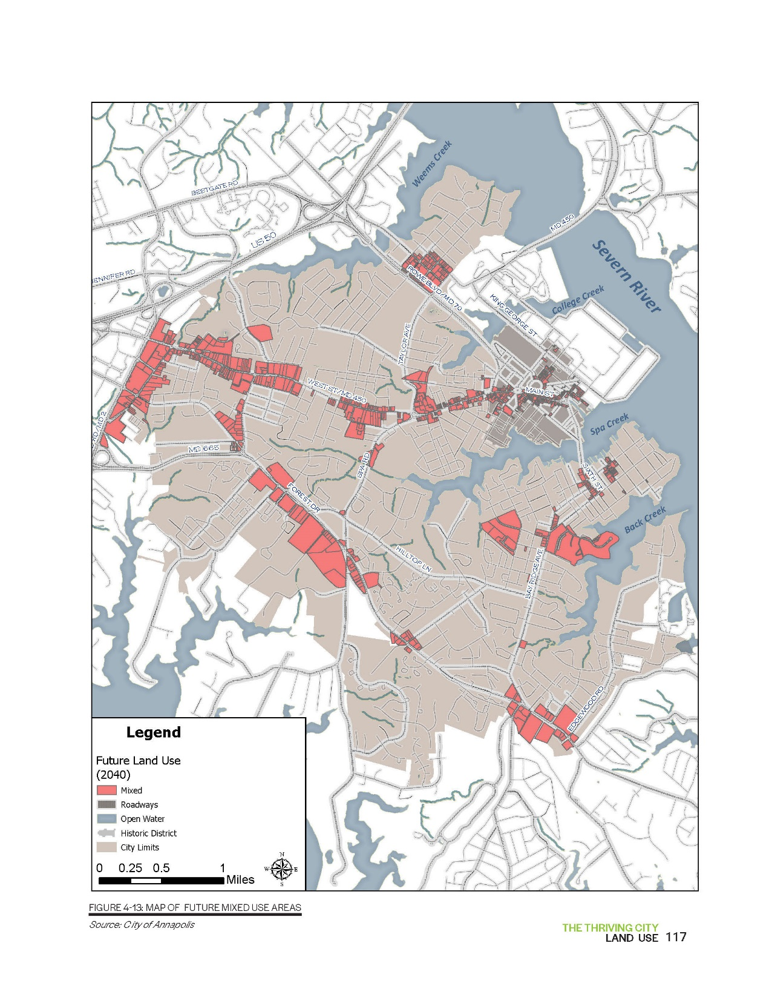 Weems Creek
BESTGATE RD
MD 450
US 50
Severn River
JENNIFER RD
ROWE BLVD/MD 70
College Creek
KING GEORGE ST
TAYLOR AVE
WEST ST/MD 450
MAIN ST
RD/MD 2
Spa Creek
MD 665
SPA RD
SIXTH ST
FOREST DR
Back Creek
HILLTOP LN
BAY RIDGE AVE
EDGEWOOD RD
Legend
Future Land Use
(2040)
Mixed
Roadways
Open Water
Historic District
City Limits
0 0.25 0.5 1
Miles
N
W E
S
FIGURE 4-13: MAP OF FUTURE MIXED USE AREAS
Source: City of Annapolis
THE THRIVING CITY
LAND USE 117